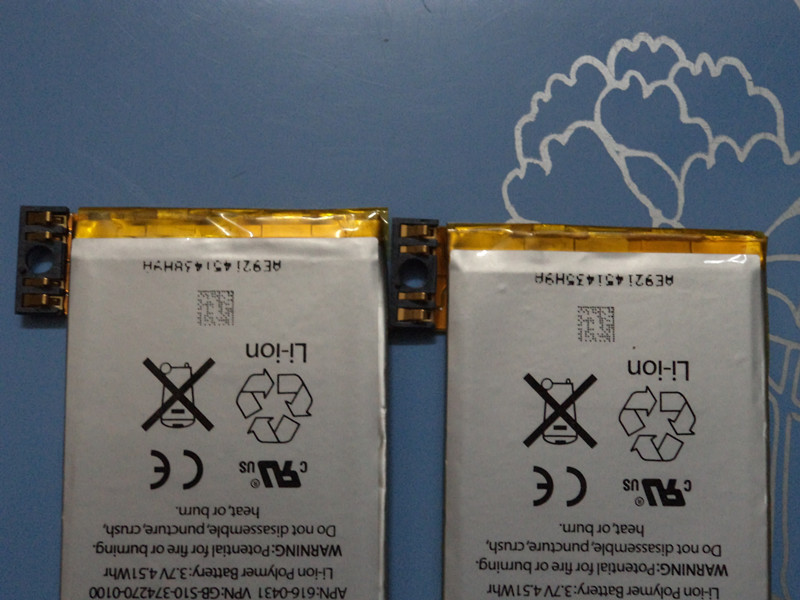 Li-ion Polymer Battery:3.7V 4.51Whr
WARNING:Potential for fire or burning.
Do not disassemble, puncture, crush,
heat, or burn.
C RU ® US CE
Li-ion
APN:616-0431 VPN:GB-S10-374270-0100
Li-ion Polymer Battery:3.7V 4.51Whr
WARNING:Potential for fire or burning.
Do not disassemble, puncture, crush,
heat, or burn.
C RU ® US CE
Li-ion